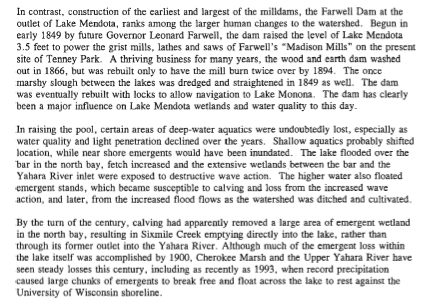 In contrast, construction of the earliest and largest of the milldams, the Farwell Dam at the
outlet of Lake Mendota, ranks among the larger human changes to the watershed. Begun in
early 1849 by future Governor Leonard Farwell, the dam raised the level of Lake Mendota
3.5 feet to power the grist mills, lathes and saws of Farwell's "Madison Mills" on the present
site of Tenney Park. A thriving business for many years, the wood and earth dam washed
out in 1866, but was rebuilt only to have the mill burn twice over by 1894. The once
marshy slough between the lakes was dredged and straightened in 1849 as well. The dam
was eventually rebuilt with locks to allow navigation to Lake Monona. The dam has clearly
been a major influence on Lake Mendota wetlands and water quality to this day.

In raising the pool, certain areas of deep-water aquatics were undoubtedly lost, especially as
water quality and light penetration declined over the years. Shallow aquatics probably shifted
location, while near shore emergents would have been inundated. The lake flooded over the
bar in the north bay, fetch increased and the extensive wetlands between the bar and the
Yahara River inlet were exposed to destructive wave action. The higher water also floated
emergent stands, which became susceptible to calving and loss from the increased wave
action, and later, from the increased flood flows as the watershed was ditched and cultivated.

By the turn of the century, calving had apparently removed a large area of emergent wetland
in the north bay, resulting in Sixmile Creek emptying directly into the lake, rather than
through its former outlet into the Yahara River. Although much of the emergent loss within
the lake itself was accomplished by 1900, Cherokee Marsh and the Upper Yahara River have
seen steady losses this century, including as recently as 1993, when record precipitation
caused large chunks of emergents to break free and float across the lake to rest against the
University of Wisconsin shoreline.